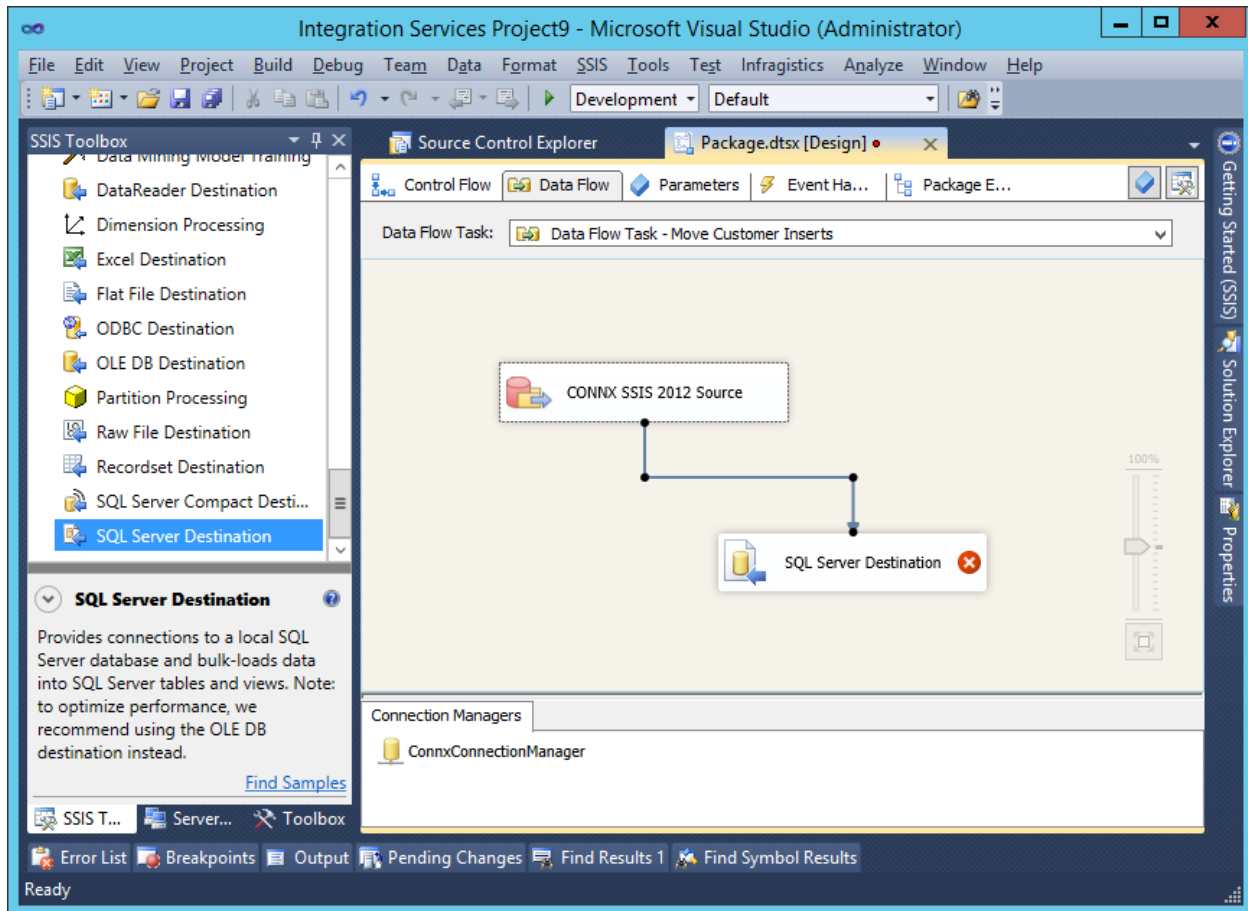 Integration Services Project9 - Microsoft Visual Studio (Administrator)
File Edit View Project Build Debug Team Data Format SSIS Tools Test Infragistics Analyze Window Help
Development Default
SSIS Toolbox
Data Mining Model Training
DataReader Destination
Dimension Processing
Excel Destination
Flat File Destination
ODBC Destination
OLE DB Destination
Partition Processing
Raw File Destination
Recordset Destination
SQL Server Compact Desti...
SQL Server Destination
SQL Server Destination
Provides connections to a local SQL
Server database and bulk-loads data
into SQL Server tables and views. Note:
to optimize performance, we
recommend using the OLE DB
destination instead.
Find Samples
SSIS T... Server... Toolbox
Source Control Explorer Package.dtsx [Design]
Control Flow Data Flow Parameters Event Ha... Package E...
Data Flow Task: Data Flow Task - Move Customer Inserts
CONNX SSIS 2012 Source
100%
SQL Server Destination
Connection Managers
ConnxConnectionManager
Getting Started (SSIS)
Solution Explorer
Properties
Error List Breakpoints Output Pending Changes Find Results 1 Find Symbol Results
Ready